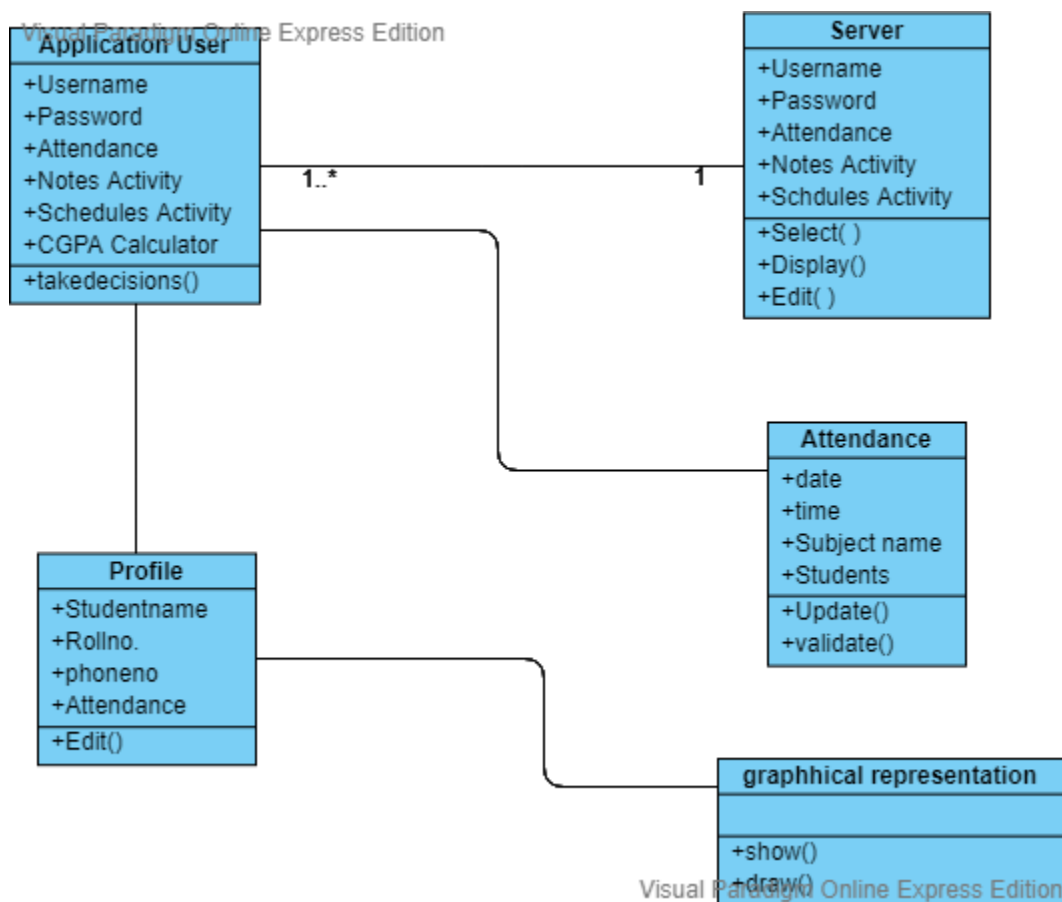 Visual Paradigm Online Express Edition
Application User
+Username
+Password
+Attendance
+Notes Activity
+Schedules Activity
+CGPA Calculator
+takedecisions()
1..*
1
Server
+Username
+Password
+Attendance
+Notes Activity
+Schdules Activity
+Select( )
+Display()
+Edit( )
Attendance
+date
+time
+Subject name
+Students
+Update()
+validate()
Profile
+Studentname
+Rollno.
+phoneno
+Attendance
+Edit()
graphhical representation
+show()
+draw()
Visual Paradigm Online Express Edition